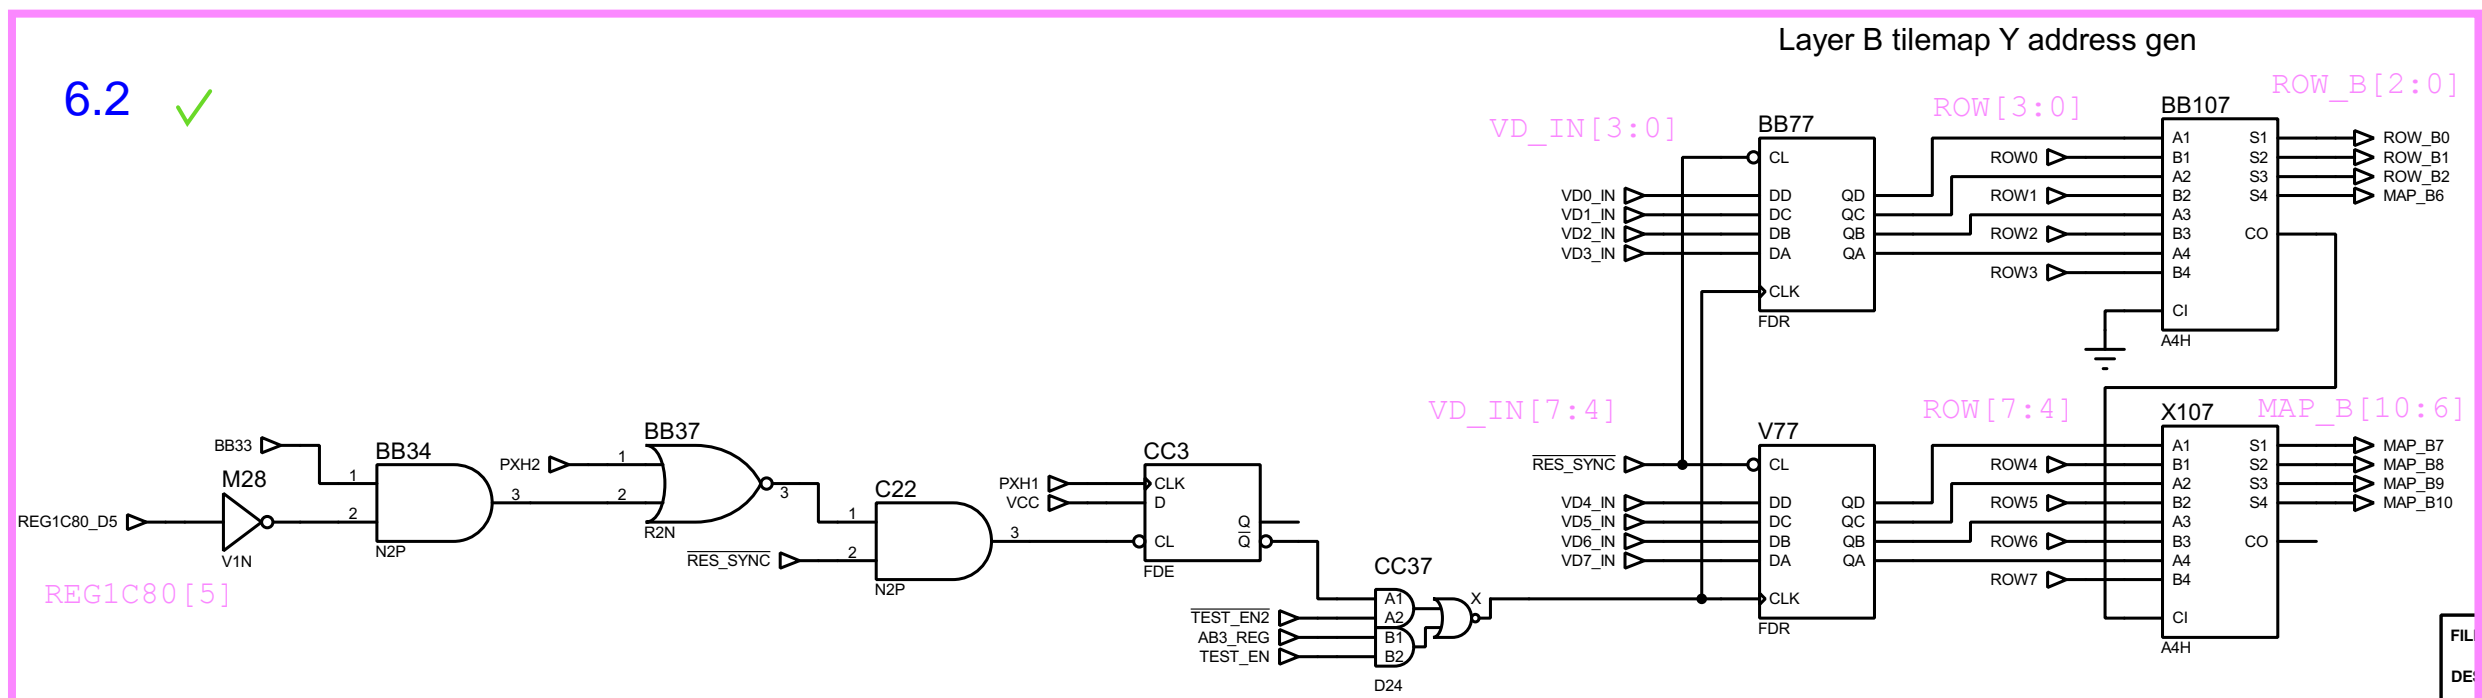 Layer B tilemap Y address gen
6.2
VD_IN[3:0]
ROW[3:0]
ROW_B[2:0]
BB77
CL
VD0_IN
VD1_IN
VD2_IN
VD3_IN
DD
DC
DB
DA
QD
QC
QB
QA
CLK
FDR
BB107
ROW0
ROW1
ROW2
ROW3
A1
B1
A2
B2
A3
B3
A4
B4
CI
S1
S2
S3
S4
CO
A4H
ROW_B0
ROW_B1
ROW_B2
MAP_B6
BB33
REG1C80_D5
M28
V1N
REG1C80[5]
BB34
1
2
3
N2P
PXH2
BB37
1
2
3
R2N
RES_SYNC
C22
1
2
3
N2P
PXH1
VCC
CC3
CLK
D
CL
Q
Q
FDE
TEST_EN2
AB3_REG
TEST_EN
CC37
A1
A2
B1
B2
X
D24
VD_IN[7:4]
ROW[7:4]
MAP_B[10:6]
V77
RES_SYNC
CL
VD4_IN
VD5_IN
VD6_IN
VD7_IN
DD
DC
DB
DA
QD
QC
QB
QA
CLK
FDR
X107
ROW4
ROW5
ROW6
ROW7
A1
B1
A2
B2
A3
B3
A4
B4
CI
S1
S2
S3
S4
CO
A4H
MAP_B7
MAP_B8
MAP_B9
MAP_B10